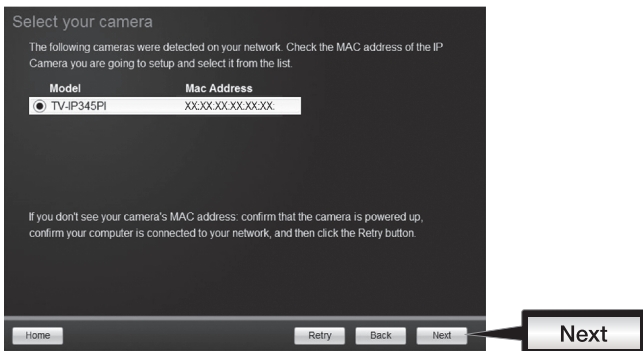 Select your camera
The following cameras were detected on your network. Check the MAC address of the IP
Camera you are going to setup and select it from the list.
Model Mac Address
TV-IP345PI XX:XX:XX:XX:XX:XX:
If you don't see your camera's MAC address: confirm that the camera is powered up,
confirm your computer is connected to your network, and then click the Retry button.
Home Retry Back Next
Next